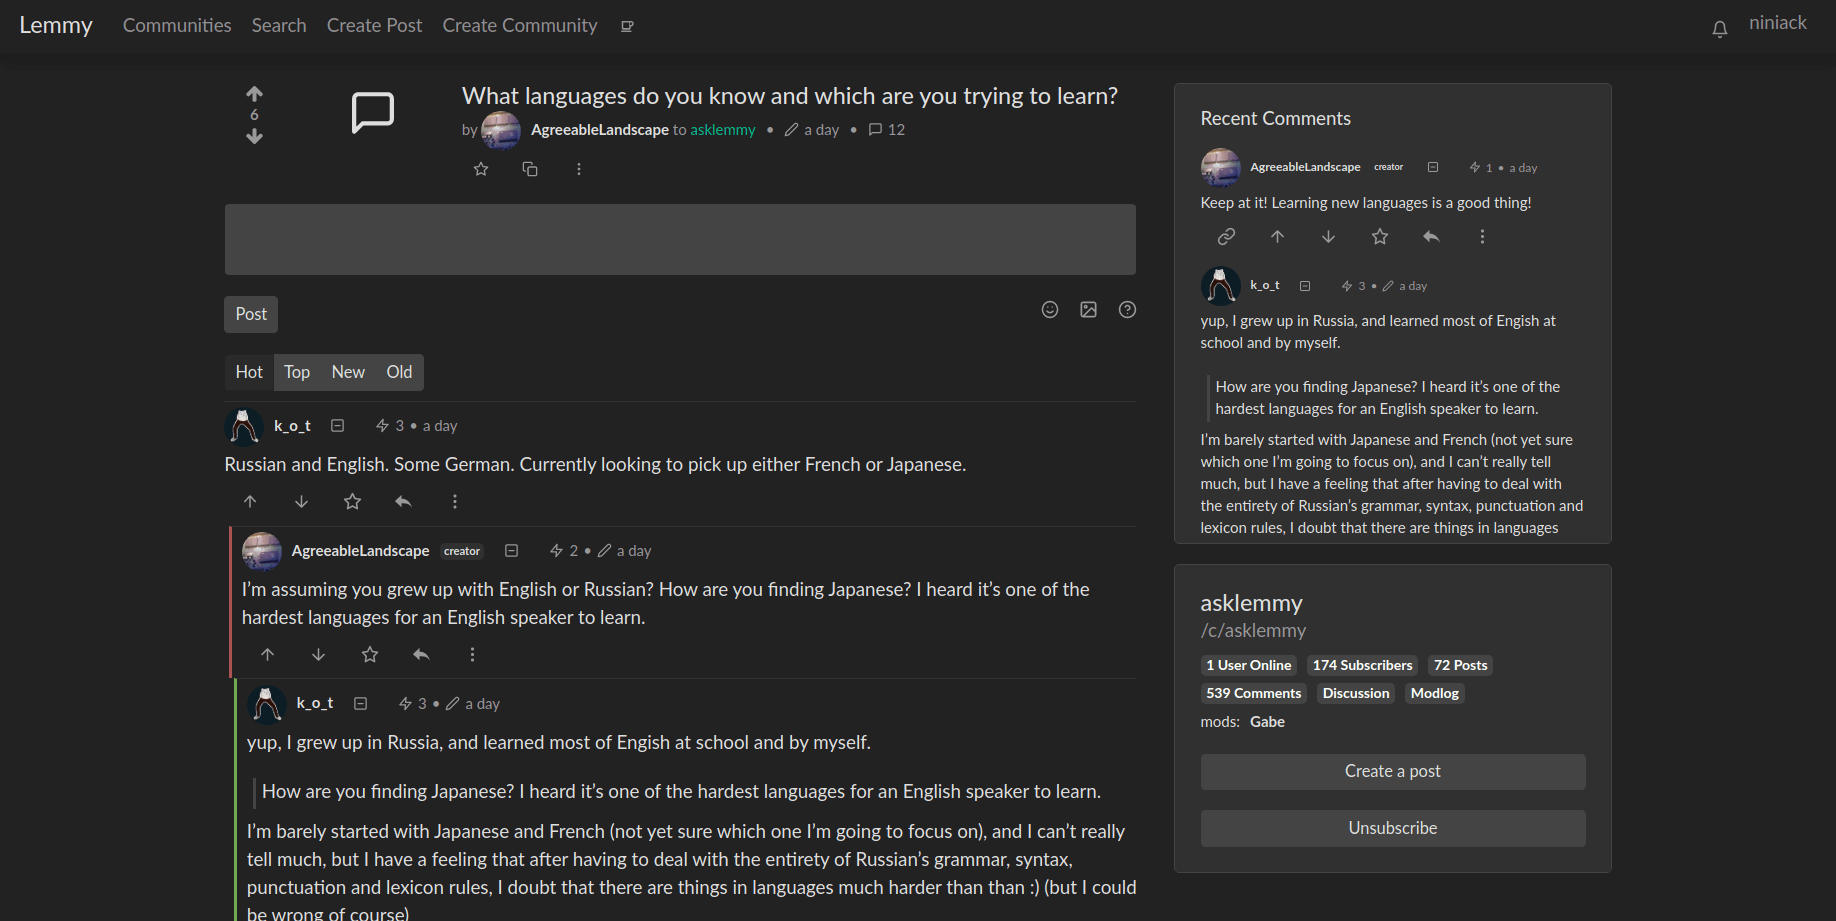 Lemmy Communities Search Create Post Create Community niniack
6
What languages do you know and which are you trying to learn?
by AgreeableLandscape to asklemmy • a day • 12
Post
Hot Top New Old
k_o_t 3 • a day
Russian and English. Some German. Currently looking to pick up either French or Japanese.
AgreeableLandscape creator 2 • a day
I'm assuming you grew up with English or Russian? How are you finding Japanese? I heard it's one of the
hardest languages for an English speaker to learn.
k_o_t 3 • a day
yup, I grew up in Russia, and learned most of Engish at school and by myself.
How are you finding Japanese? I heard it's one of the hardest languages for an English speaker to learn.
I'm barely started with Japanese and French (not yet sure which one I'm going to focus on), and I can't really
tell much, but I have a feeling that after having to deal with the entirety of Russian's grammar, syntax,
punctuation and lexicon rules, I doubt that there are things in languages much harder than than :) (but I could
be wrong of course)
Recent Comments
AgreeableLandscape creator 1 • a day
Keep at it! Learning new languages is a good thing!
k_o_t 3 • a day
yup, I grew up in Russia, and learned most of Engish at
school and by myself.
How are you finding Japanese? I heard it's one of the
hardest languages for an English speaker to learn.
I'm barely started with Japanese and French (not yet sure
which one I'm going to focus on), and I can't really tell
much, but I have a feeling that after having to deal with
the entirety of Russian's grammar, syntax, punctuation and
lexicon rules, I doubt that there are things in languages
asklemmy
/c/asklemmy
1 User Online 174 Subscribers 72 Posts
539 Comments Discussion Modlog
mods: Gabe
Create a post
Unsubscribe